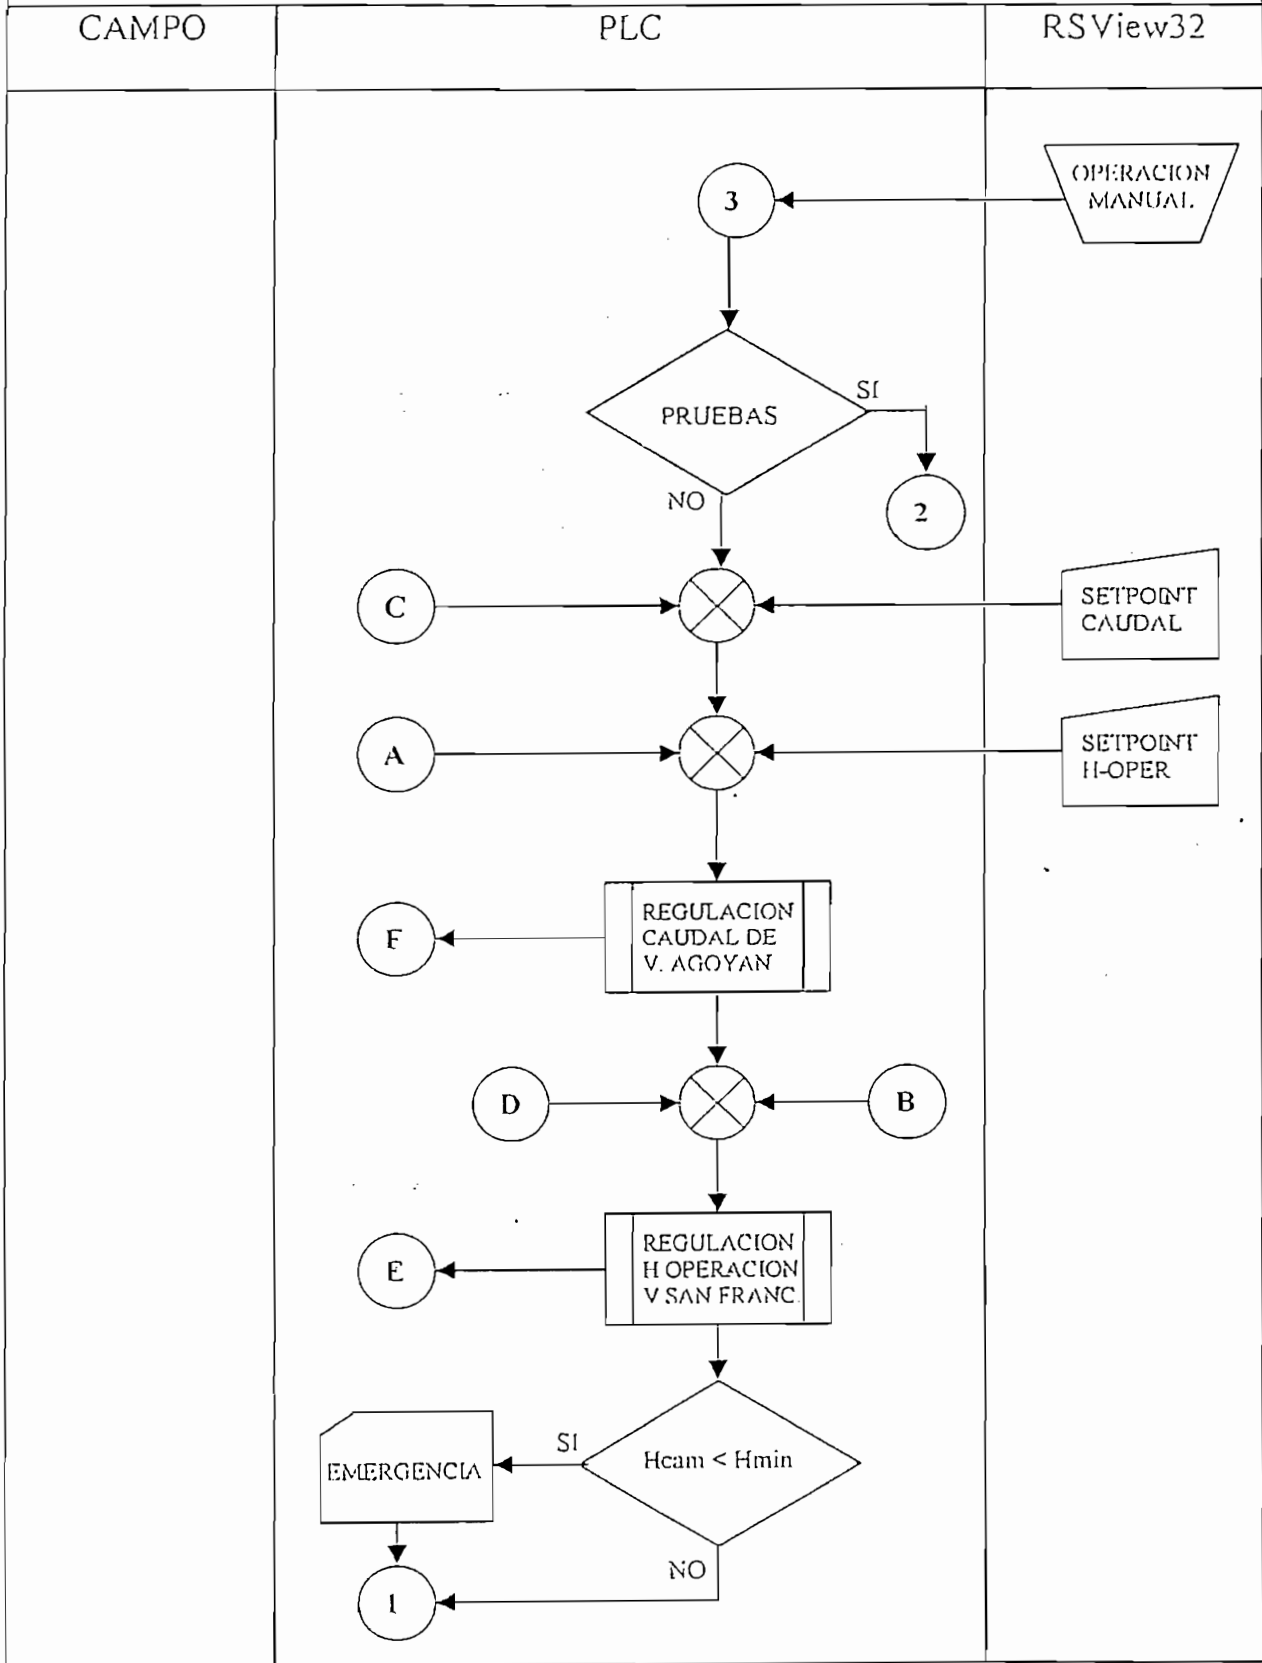 CAMPO
PLC
RSView32
OPERACION
MANUAL
3
PRUEBAS
SI
NO
2
C
SETPOINT
CAUDAL
A
SETPOINT
H-OPER
F
REGULACION
CAUDAL DE
V. AGOYAN
D
B
E
REGULACION
H OPERACION
V SAN FRANC.
SI
Hcam < Hmin
EMERGENCIA
NO
1